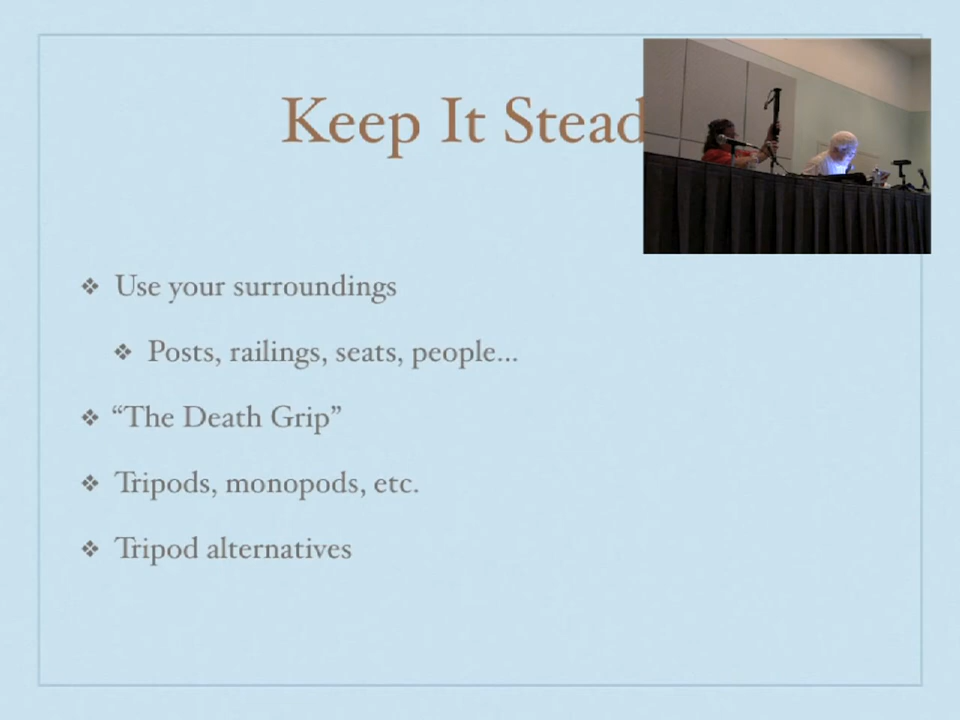 Keep It Stead
❖ Use your surroundings
❖ Posts, railings, seats, people...
❖ “The Death Grip”
❖ Tripods, monopods, etc.
❖ Tripod alternatives